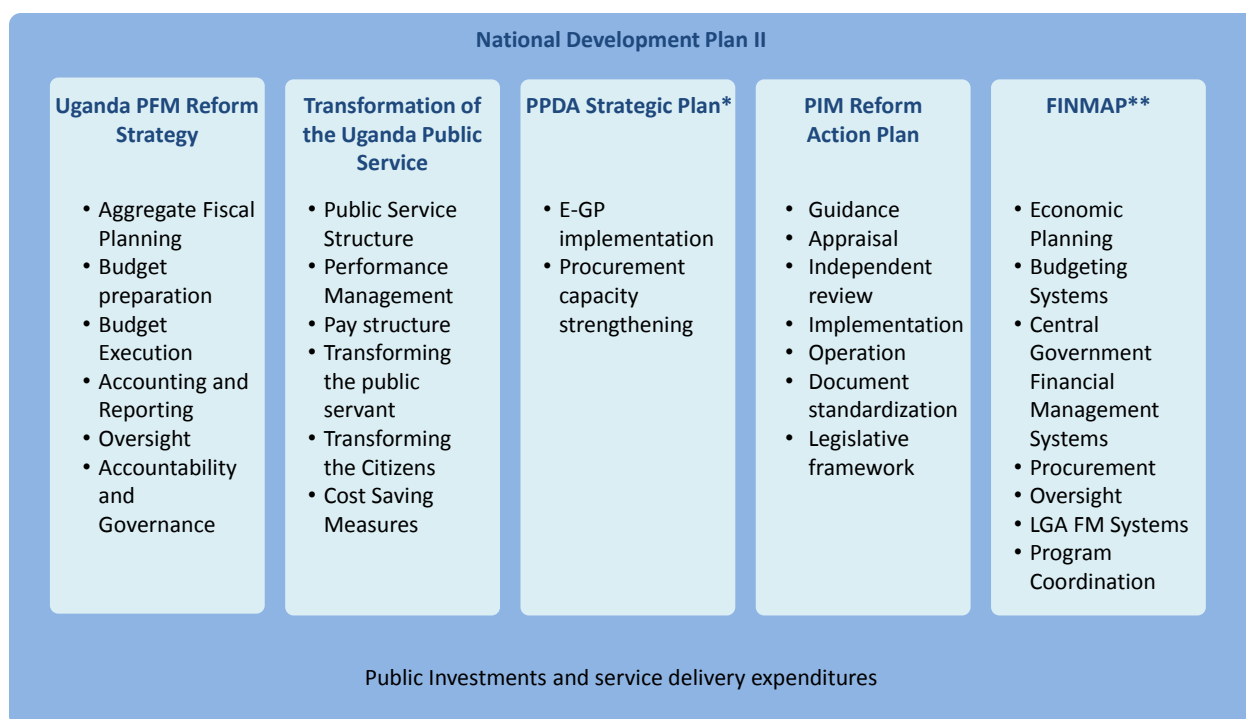 National Development Plan II
Uganda PFM Reform
Strategy
• Aggregate Fiscal
Planning
• Budget
preparation
• Budget
Execution
• Accounting and
Reporting
• Oversight
• Accountability
and
Governance
Transformation of
the Uganda Public
Service
• Public Service
Structure
• Performance
Management
• Pay structure
• Transforming
the public
servant
• Transforming
the Citizens
• Cost Saving
Measures
PPDA Strategic Plan*
• E-GP
implementation
• Procurement
capacity
strengthening
PIM Reform
Action Plan
• Guidance
• Appraisal
• Independent
review
• Implementation
• Operation
• Document
standardization
• Legislative
framework
FINMAP**
• Economic
Planning
• Budgeting
Systems
• Central
Government
Financial
Management
Systems
• Procurement
• Oversight
• LGA FM Systems
• Program
Coordination
Public Investments and service delivery expenditures